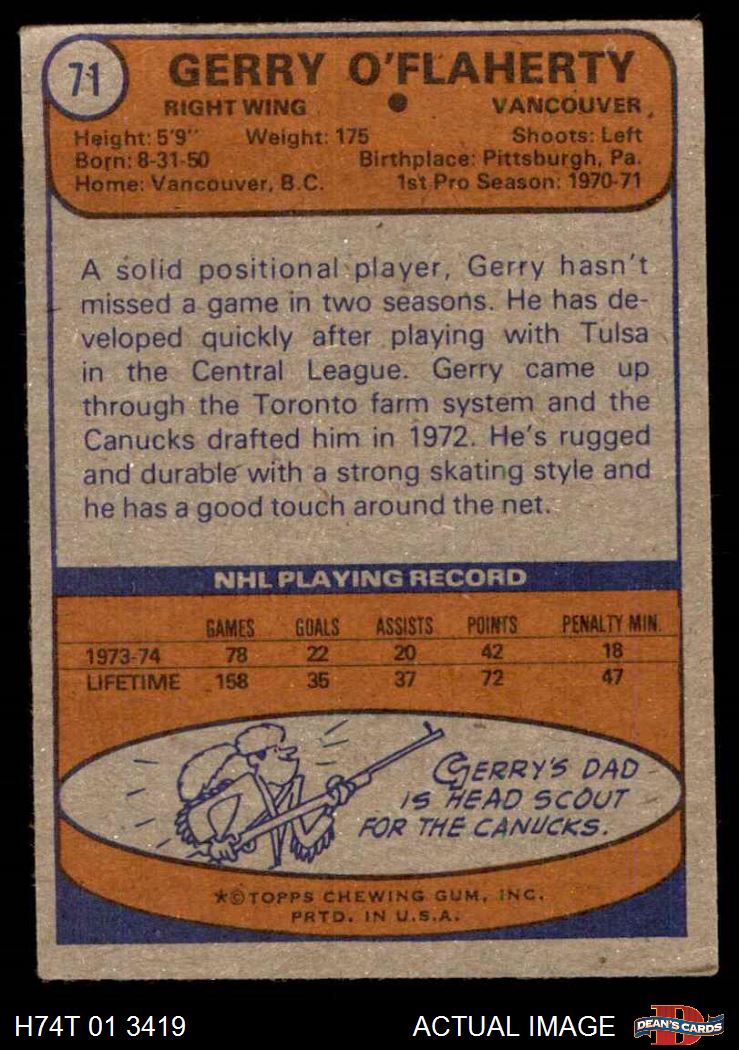 71
GERRY O'FLAHERTY
RIGHT WING ● VANCOUVER
Height: 5'9" Weight: 175 Shoots: Left
Born: 8-31-50 Birthplace: Pittsburgh, Pa.
Home: Vancouver, B.C. 1st Pro Season: 1970-71
A solid positional player, Gerry hasn't
missed a game in two seasons. He has de-
veloped quickly after playing with Tulsa
in the Central League. Gerry came up
through the Toronto farm system and the
Canucks drafted him in 1972. He's rugged
and durable with a strong skating style and
he has a good touch around the net.
NHL PLAYING RECORD
GAMES GOALS ASSISTS POINTS PENALTY MIN.
1973-74 78 22 20 42 18
LIFETIME 158 35 37 72 47
GERRY'S DAD
IS HEAD SCOUT
FOR THE CANUCKS.
★©TOPPS CHEWING GUM, INC.
PRTD. IN U.S.A.
H74T 01 3419 ACTUAL IMAGE
D
DEAN'S CARDS